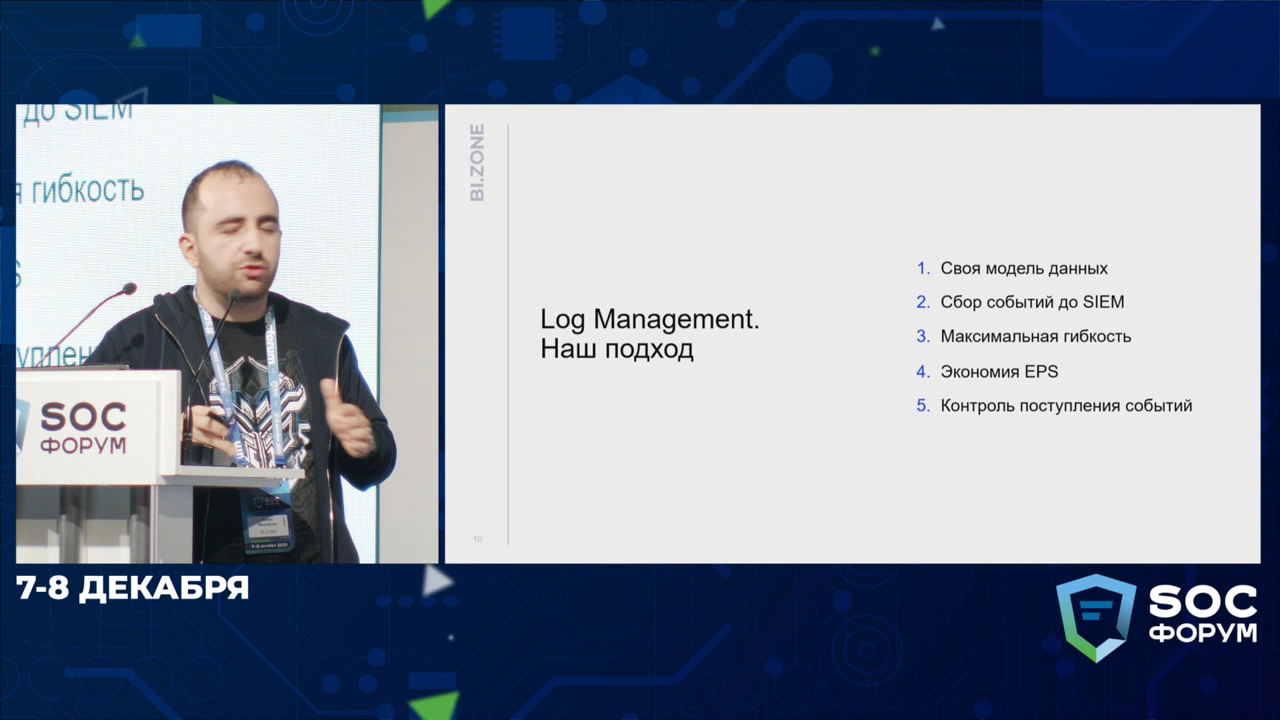 до SIEM
гибкость
SOC
ФОРУМ
BI.ZONE
Log Management.
Наш подход
1. Своя модель данных
2. Сбор событий до SIEM
3. Максимальная гибкость
4. Экономия EPS
5. Контроль поступления событий
10
7-8 ДЕКАБРЯ
SOC
ФОРУМ